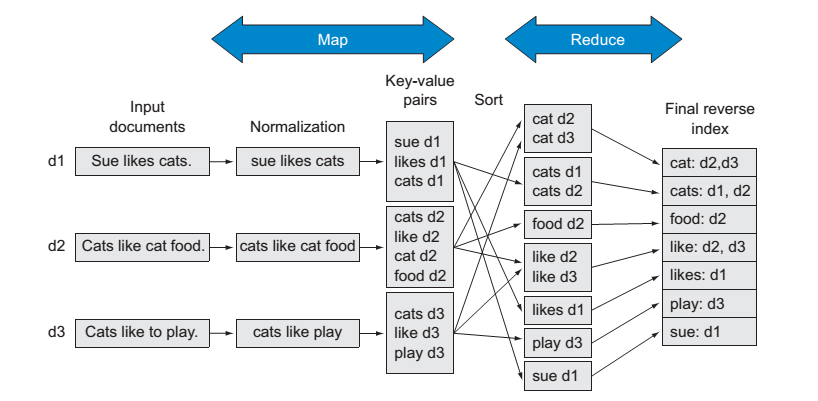 Map
Reduce
Key-value
pairs
Sort
Input
documents
Normalization
Final reverse
index
d1
Sue likes cats.
sue likes cats
sue d1
likes d1
cats d1
d2
Cats like cat food.
cats like cat food
cats d2
like d2
cat d2
food d2
d3
Cats like to play.
cats like play
cats d3
like d3
play d3
cat d2
cat d3
cats d1
cats d2
food d2
like d2
like d3
likes d1
play d3
sue d1
cat: d2,d3
cats: d1, d2
food: d2
like: d2, d3
likes: d1
play: d3
sue: d1